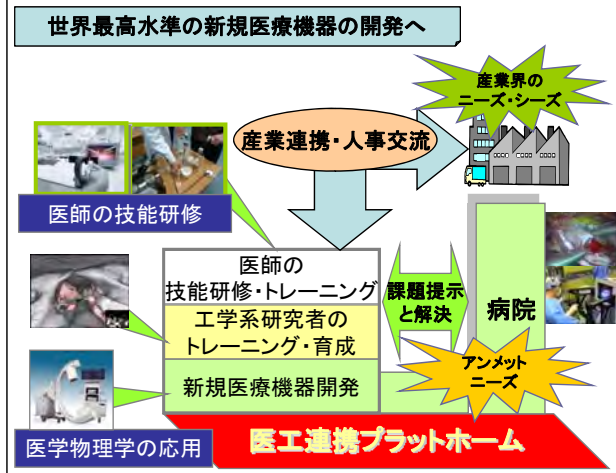 世界最高水準の新規医療機器の開発へ
産業界の
ニーズ・シーズ
産業連携・人事交流
医師の技能研修
医師の
技能研修・トレーニング
課題提示
と解決
病院
工学系研究者の
トレーニング・育成
新規医療機器開発
アンメット
ニーズ
医学物理学の応用
医工連携プラットホーム